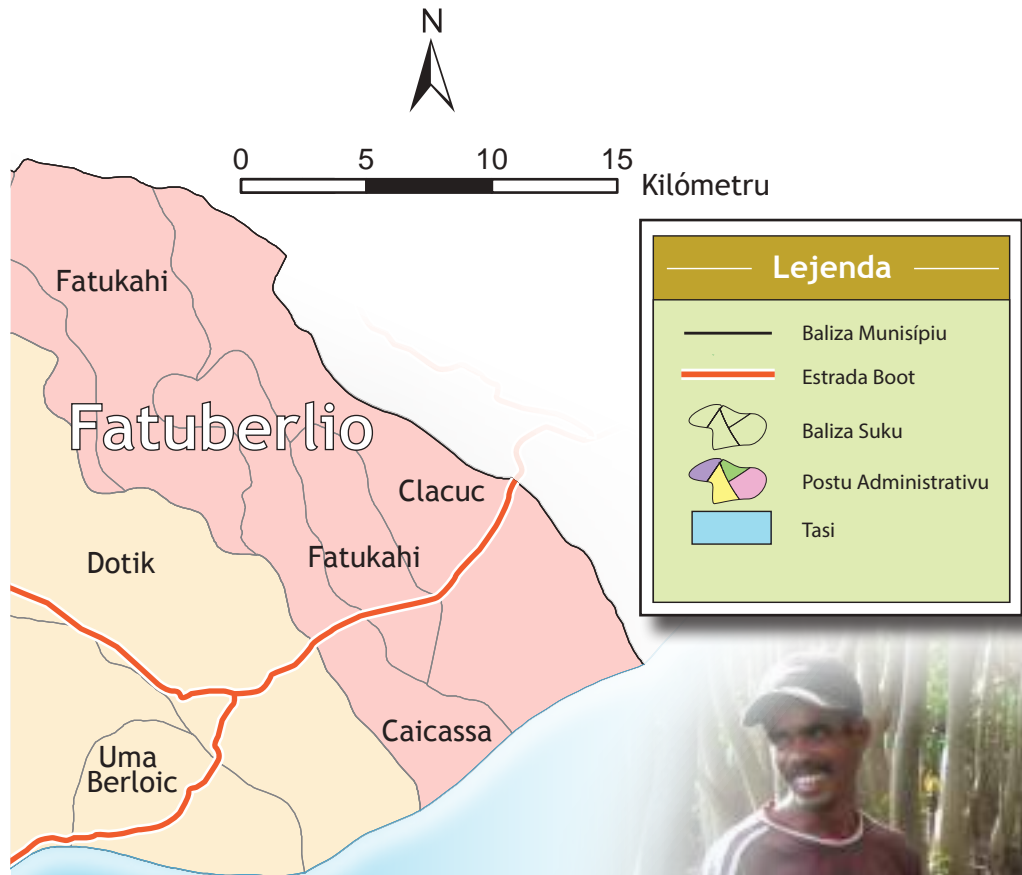 N
0 5 10 15
Kilómetru
Lejenda
Baliza Munisípiu
Estrada Boot
Baliza Suku
Postu Administrativu
Tasi
Fatukahi
Fatuberlio
Clacuc
Fatukahi
Dotik
Caicassa
Uma
Berloic